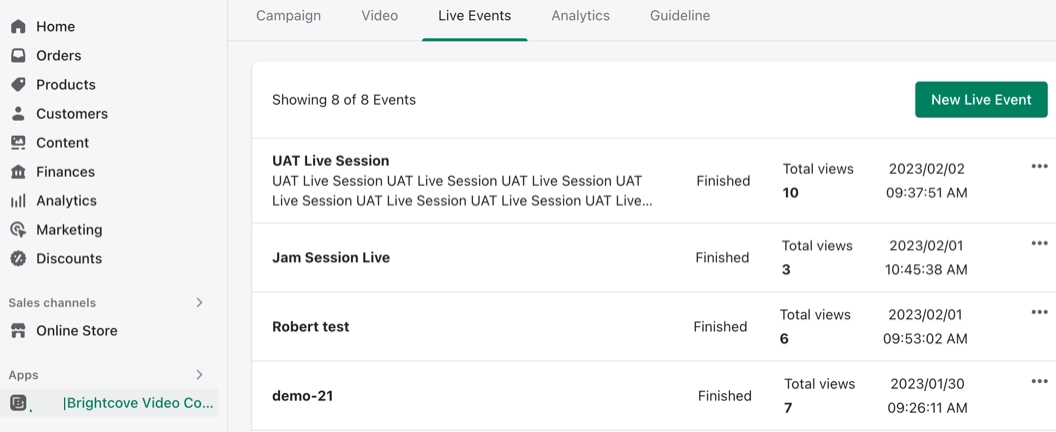 Home
Orders
Products
Customers
Content
Finances
Analytics
Marketing
Discounts
Sales channels
Online Store
Apps
|Brightcove Video Co...
Campaign Video Live Events Analytics Guideline
Showing 8 of 8 Events
New Live Event
UAT Live Session
UAT Live Session UAT Live Session UAT Live Session UAT
Live Session UAT Live Session UAT Live Session UAT Live...
Finished
Total views
10
2023/02/02
09:37:51 AM
Jam Session Live
Finished
Total views
3
2023/02/01
10:45:38 AM
Robert test
Finished
Total views
6
2023/02/01
09:53:02 AM
demo-21
Finished
Total views
7
2023/01/30
09:26:11 AM